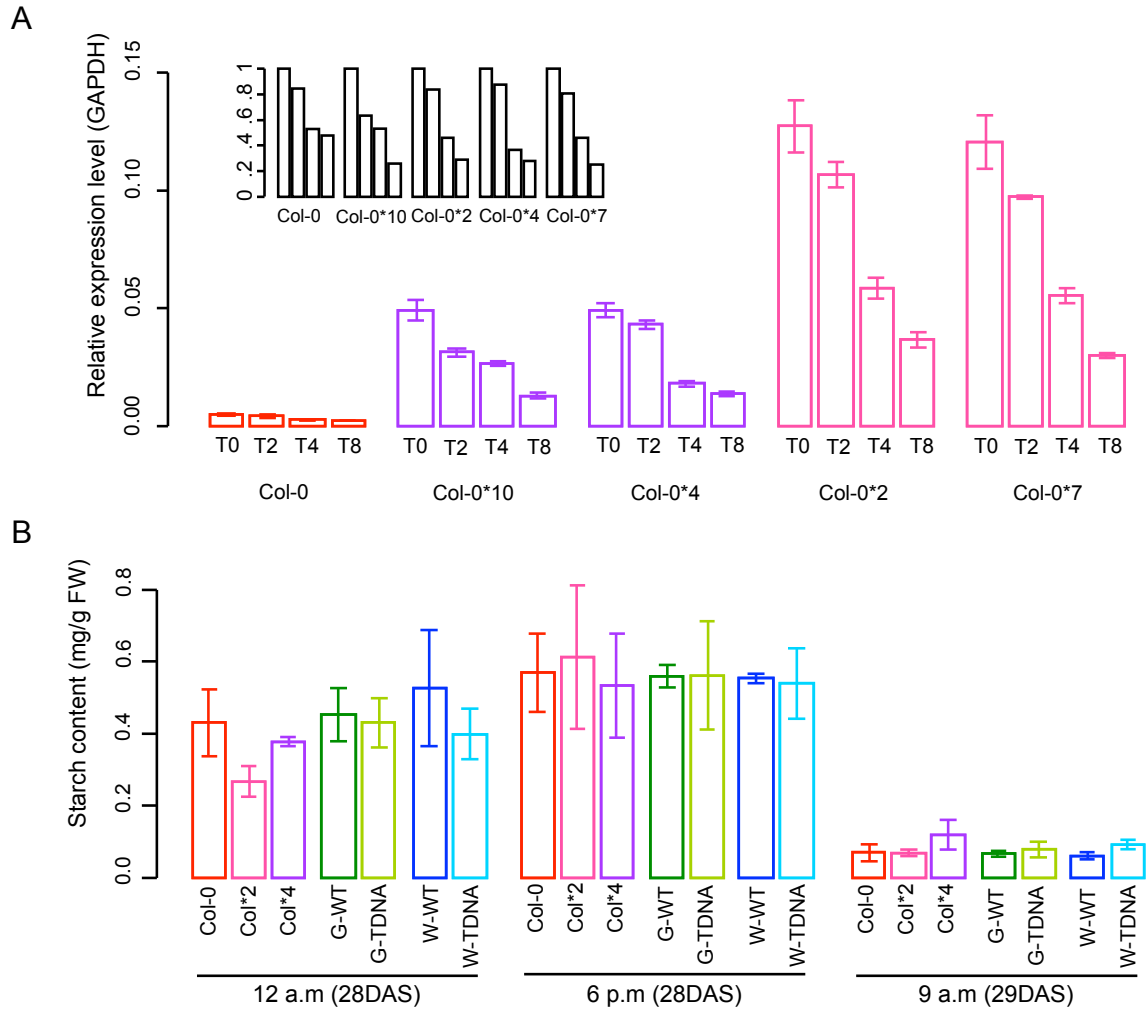 A
Relative expression level (GAPDH)
0.15
0.10
0.05
0.00
1
.8
.6
.4
.2
0
Col-0 Col-0*10 Col-0*2 Col-0*4 Col-0*7
T0 T2 T4 T8 T0 T2 T4 T8 T0 T2 T4 T8 T0 T2 T4 T8 T0 T2 T4 T8
Col-0 Col-0*10 Col-0*4 Col-0*2 Col-0*7
B
Starch content (mg/g FW)
0.8
0.6
0.4
0.2
0.0
Col-0 Col*2 Col*4 G-WT G-TDNA W-WT W-TDNA Col-0 Col*2 Col*4 G-WT G-TDNA W-WT W-TDNA Col-0 Col*2 Col*4 G-WT G-TDNA W-WT W-TDNA
12 a.m (28DAS) 6 p.m (28DAS) 9 a.m (29DAS)